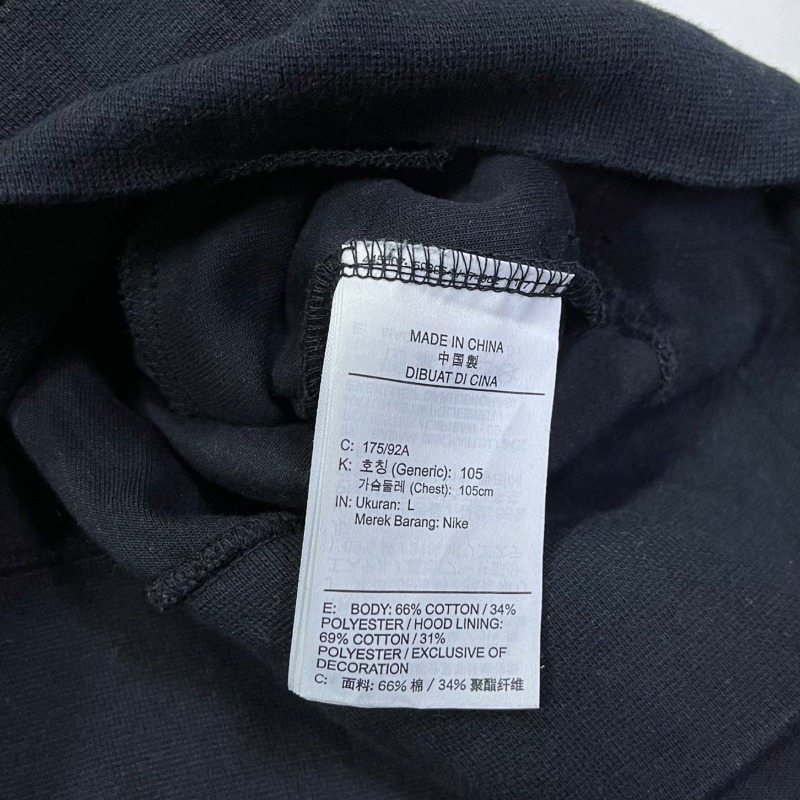 MADE IN CHINA
中国製
DIBUAT DI CINA
C: 175/92A
K: 호칭 (Generic): 105
가슴둘레 (Chest): 105cm
IN: Ukuran: L
Merek Barang: Nike
E: BODY: 66% COTTON / 34%
POLYESTER / HOOD LINING:
69% COTTON / 31%
POLYESTER / EXCLUSIVE OF
DECORATION
C: 面料: 66% 棉 / 34% 聚酯纤维